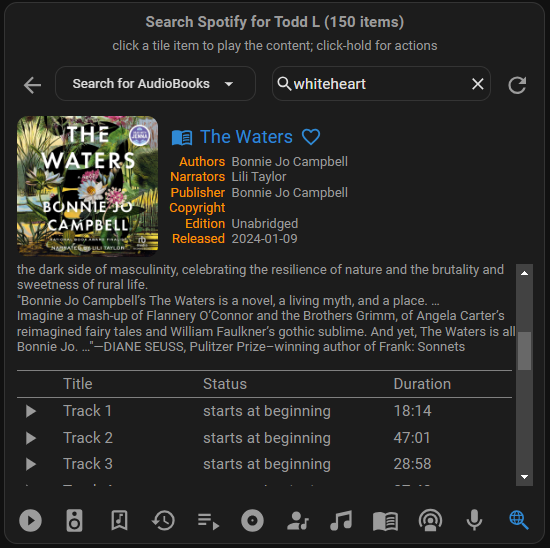 Search Spotify for Todd L (150 items)
click a tile item to play the content; click-hold for actions
Search for AudioBooks
whiteheart
THE
WATERS
A NOVEL
BONNIE JO
CAMPBELL
NARRATED BY LILI TAYLOR
JENNA
The Waters
Authors Bonnie Jo Campbell
Narrators Lili Taylor
Publisher Bonnie Jo Campbell
Copyright
Edition Unabridged
Released 2024-01-09
the dark side of masculinity, celebrating the resilience of nature and the brutality and
sweetness of rural life.
"Bonnie Jo Campbell’s The Waters is a novel, a living myth, and a place. …
Imagine a mash-up of Flannery O’Connor and the Brothers Grimm, of Angela Carter’s
reimagined fairy tales and William Faulkner’s gothic sublime. And yet, The Waters is all
Bonnie Jo. …"—DIANE SEUSS, Pulitzer Prize–winning author of Frank: Sonnets
Title Status Duration
Track 1 starts at beginning 18:14
Track 2 starts at beginning 47:01
Track 3 starts at beginning 28:58